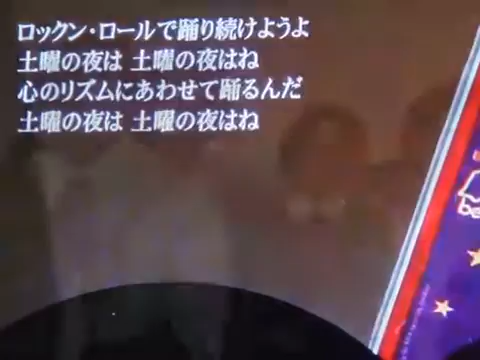 ロックン・ロールで踊り続けようよ
土曜の夜は 土曜の夜はね
心のリズムにあわせて踊るんだ
土曜の夜は 土曜の夜はね
be